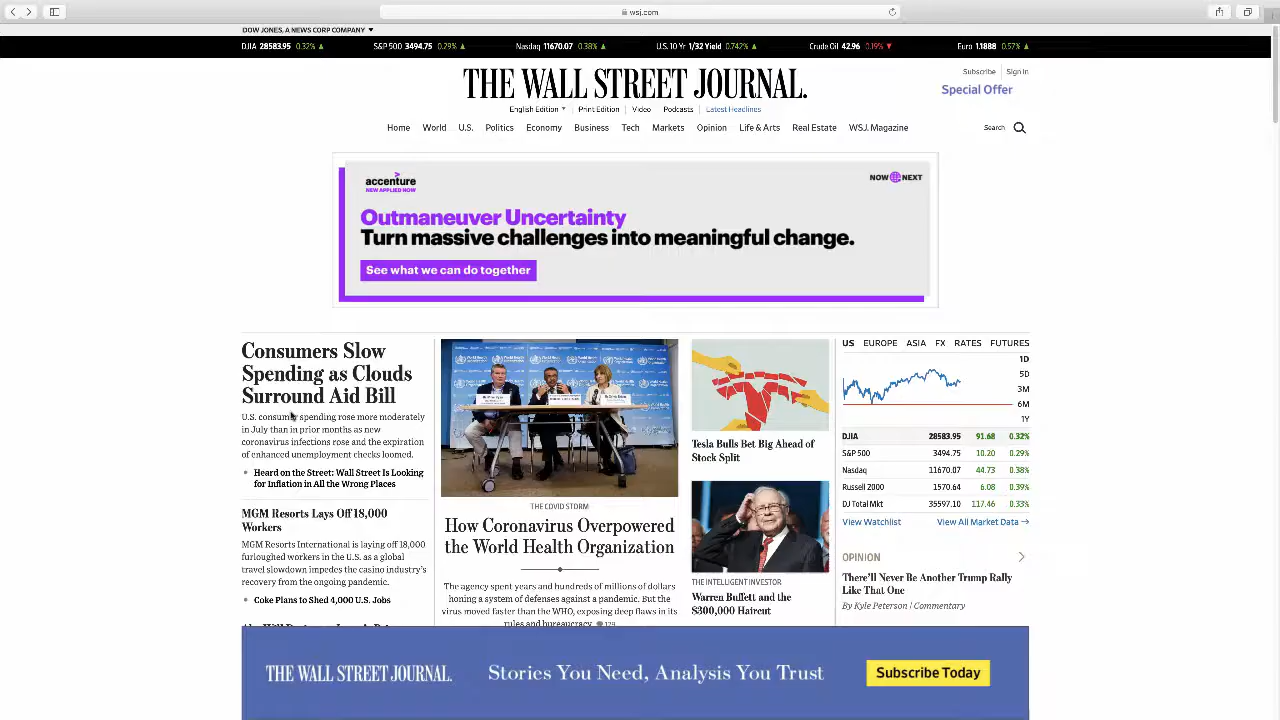 wsj.com
DOW JONES, A NEWS CORP COMPANY
DJIA 28583.95 0.32% S&P 500 3494.75 0.29% Nasdaq 11670.07 0.38% U.S. 10 Yr 1/32 Yield 0.742% Crude Oil 42.96 0.19% Euro 1.1888 0.57%
THE WALL STREET JOURNAL.
Subscribe Sign In
Special Offer
English Edition Print Edition Video Podcasts Latest Headlines
Home World U.S. Politics Economy Business Tech Markets Opinion Life & Arts Real Estate WSJ. Magazine Search
accenture
NEW APPLIED NOW
NOW NEXT
Outmaneuver Uncertainty
Turn massive challenges into meaningful change.
See what we can do together
Consumers Slow
Spending as Clouds
Surround Aid Bill
U.S. consumer spending rose more moderately
in July than in prior months as new
coronavirus infections rose and the expiration
of enhanced unemployment checks loomed.
Heard on the Street: Wall Street Is Looking
for Inflation in All the Wrong Places
MGM Resorts Lays Off 18,000
Workers
MGM Resorts International is laying off 18,000
furloughed workers in the U.S. as a global
travel slowdown impedes the casino industry's
recovery from the ongoing pandemic.
Coke Plans to Shed 4,000 U.S. Jobs
THE COVID STORM
How Coronavirus Overpowered
the World Health Organization
The agency spent years and hundreds of millions of dollars
honing a system of defenses against a pandemic. But the
virus moved faster than the WHO, exposing deep flaws in its
rules and bureaucracy. 129
Tesla Bulls Bet Big Ahead of
Stock Split
THE INTELLIGENT INVESTOR
Warren Buffett and the
$300,000 Haircut
US EUROPE ASIA FX RATES FUTURES
1D
5D
3M
6M
1Y
DJIA 28583.95 91.68 0.32%
S&P 500 3494.75 10.20 0.29%
Nasdaq 11670.07 44.73 0.38%
Russell 2000 1570.64 6.08 0.39%
DJ Total Mkt 35597.10 117.46 0.33%
View Watchlist View All Market Data →
OPINION
There'll Never Be Another Trump Rally
Like That One
By Kyle Peterson | Commentary
THE WALL STREET JOURNAL. Stories You Need, Analysis You Trust Subscribe Today